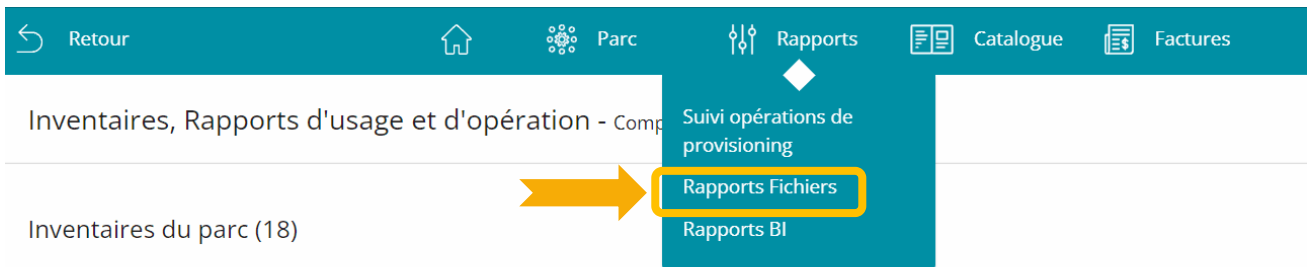 Retour
Parc
Rapports
Catalogue
Factures
Inventaires, Rapports d'usage et d'opération -
Suivi opérations de
provisioning
Rapports Fichiers
Inventaires du parc (18)
Rapports BI